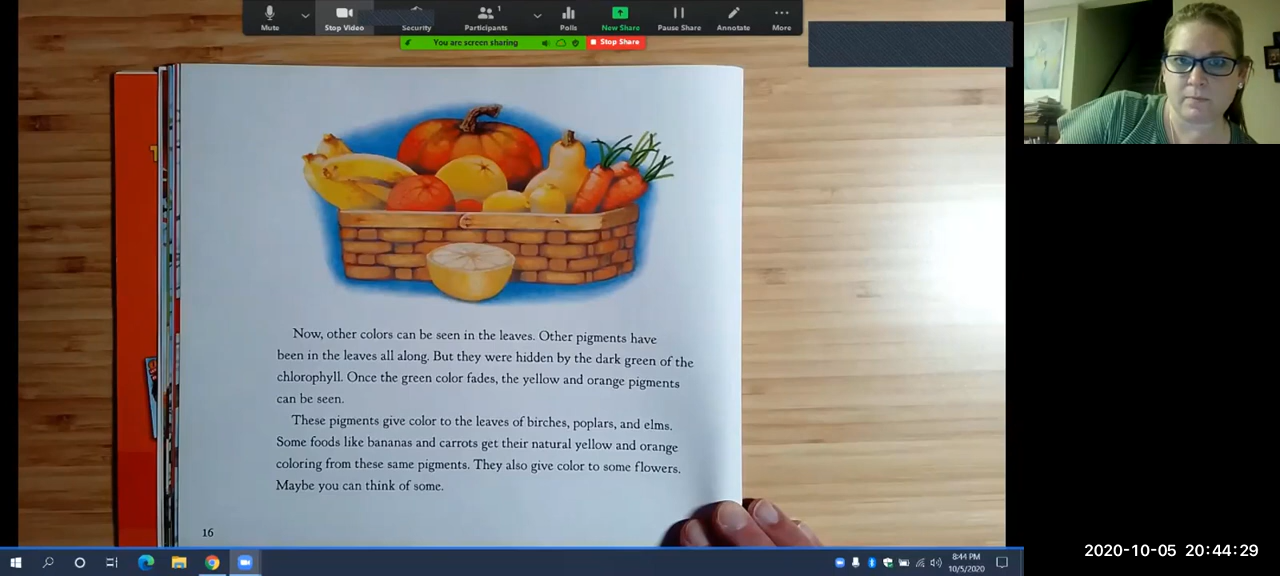 Mute
Stop Video
Security
Participants
1
Polls
New Share
Pause Share
Annotate
More
You are screen sharing
Stop Share
Now, other colors can be seen in the leaves. Other pigments have
been in the leaves all along. But they were hidden by the dark green of the
chlorophyll. Once the green color fades, the yellow and orange pigments
can be seen.
These pigments give color to the leaves of birches, poplars, and elms.
Some foods like bananas and carrots get their natural yellow and orange
coloring from these same pigments. They also give color to some flowers.
Maybe you can think of some.
16
8:44 PM
10/5/2020
2020-10-05 20:44:29